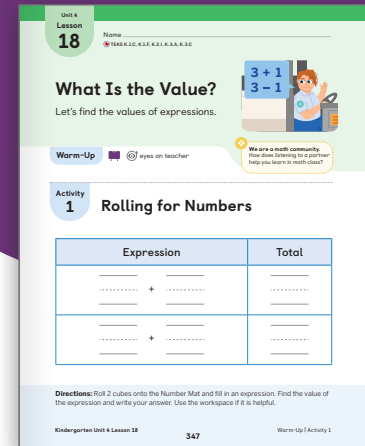 Unit 4
Lesson
18
Name
TEKS K.1.C, K.1.F, K.2.I, K.3.A, K.3.C
What Is the Value?
Let's find the values of expressions.
3 + 1
3 – 1
Warm-Up
eyes on teacher
We are a math community.
How does listening to a partner
help you learn in math class?
Activity
1
Rolling for Numbers
Expression Total
+
+
Directions: Roll 2 cubes onto the Number Mat and fill in an expression. Find the value of
the expression and write your answer. Use the workspace if it is helpful.
Kindergarten Unit 4 Lesson 18
347
Warm-Up | Activity 1